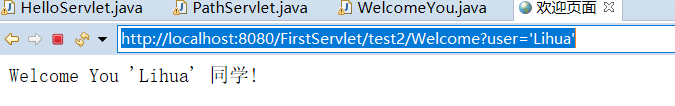 HelloServlet.java PathServlet.java WelcomeYou.java 欢迎页面
http://localhost:8080/FirstServlet/test2/Welcome?user='Lihua'
Welcome You 'Lihua' 同学!